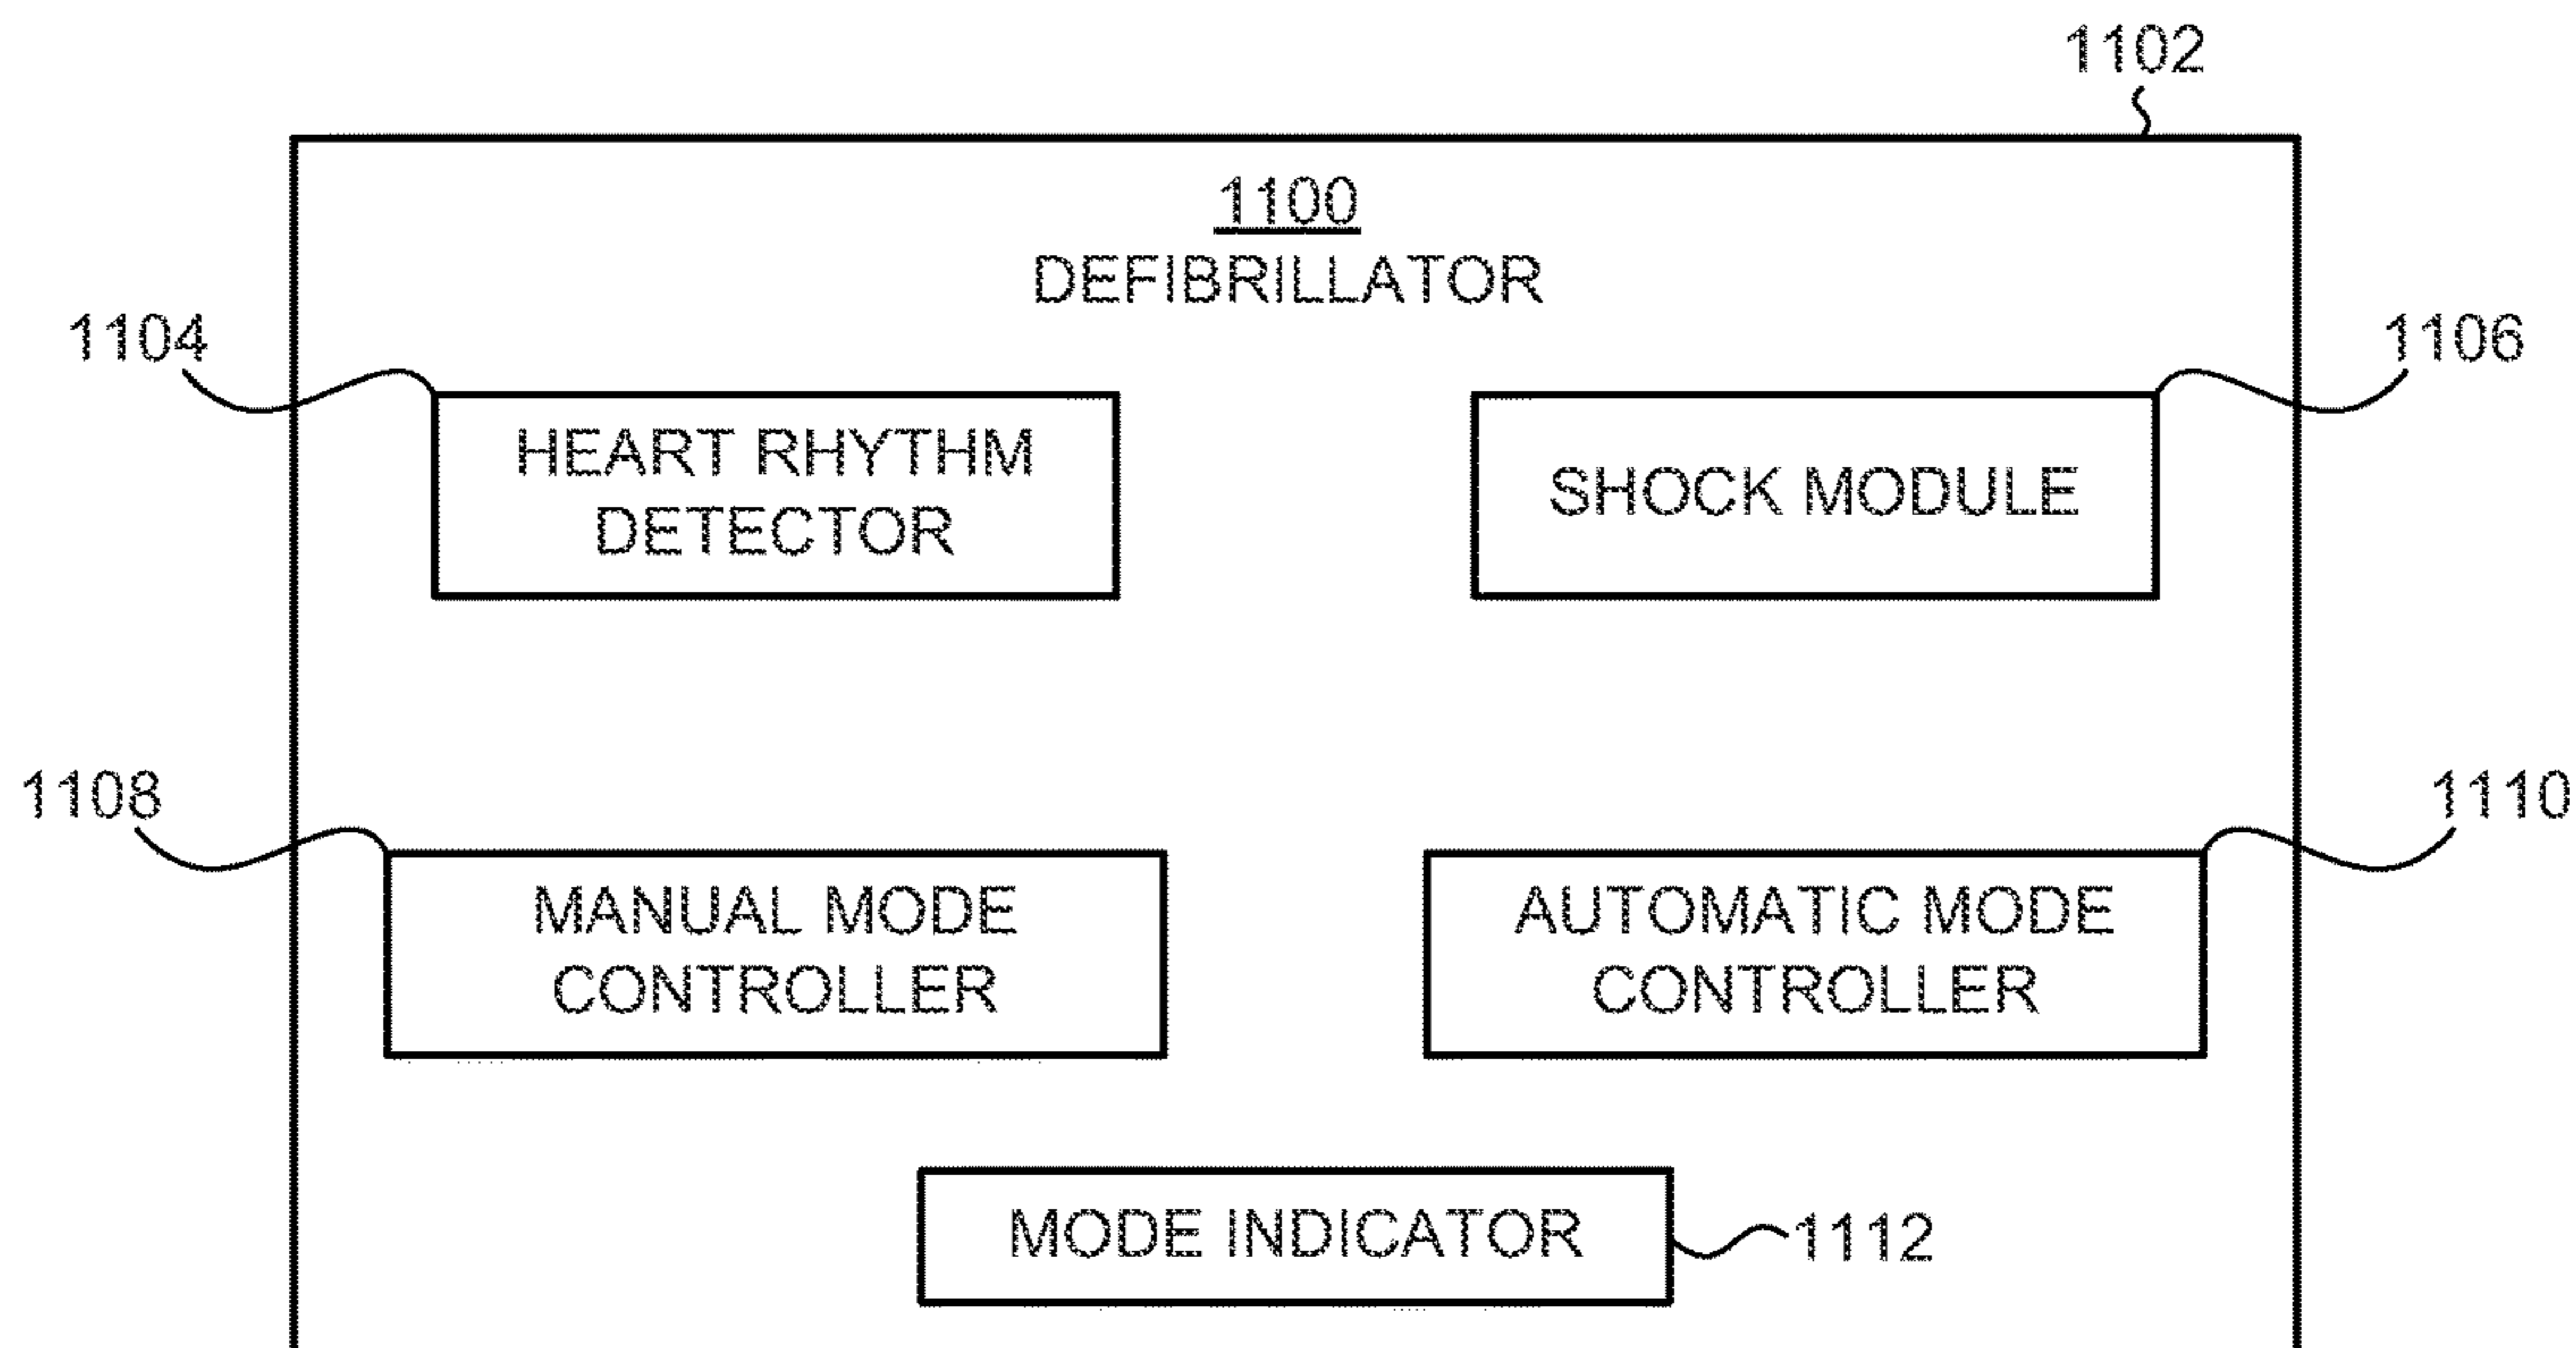 1102
1100
DEFIBRILLATOR
1104
1106
HEART RHYTHM
DETECTOR
SHOCK MODULE
1108
1110
MANUAL MODE
CONTROLLER
AUTOMATIC MODE
CONTROLLER
MODE INDICATOR
1112